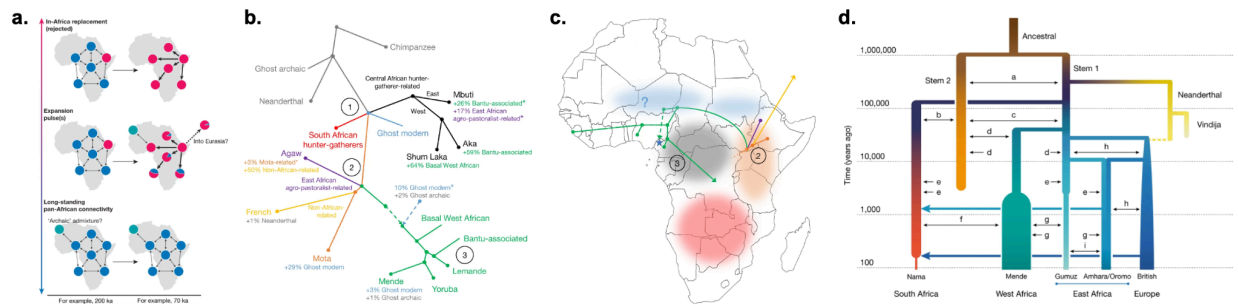 a.
In-Africa replacement
(rejected)
Expansion
pulse(s)
Into Eurasia?
Long-standing
pan-African connectivity
'Archaic' admixture?
For example, 200 ka
For example, 70 ka
b.
Chimpanzee
Ghost archaic
Neanderthal
Central African hunter-
gatherer-related
East
West
Mbuti
+26% Bantu-associated*
+17% East African
agro-pastoralist-related*
1
South African
hunter-gatherers
Ghost modern
Aka
+59% Bantu-associated
Shum Laka
+64% Basal West African
Agaw
+3% Mota-related*
+50% Non-African-related
2
East African
agro-pastoralist-related
10% Ghost modern*
+2% Ghost archaic
Non-African-
related
French
+1% Neanderthal
Basal West African
Bantu-associated
3
Lemande
Mota
+29% Ghost modern
Mende
+3% Ghost modern
+1% Ghost archaic
Yoruba
c.
?
2
3
d.
Time (years ago)
1,000,000
100,000
10,000
1,000
100
Ancestral
Stem 2
Stem 1
Neanderthal
Vindija
a
b
c
d
d
d
d
h
e
e
e
e
e
h
f
g
g
g
i
Nama
Mende
Gumuz
Amhara/Oromo
British
South Africa
West Africa
East Africa
Europe